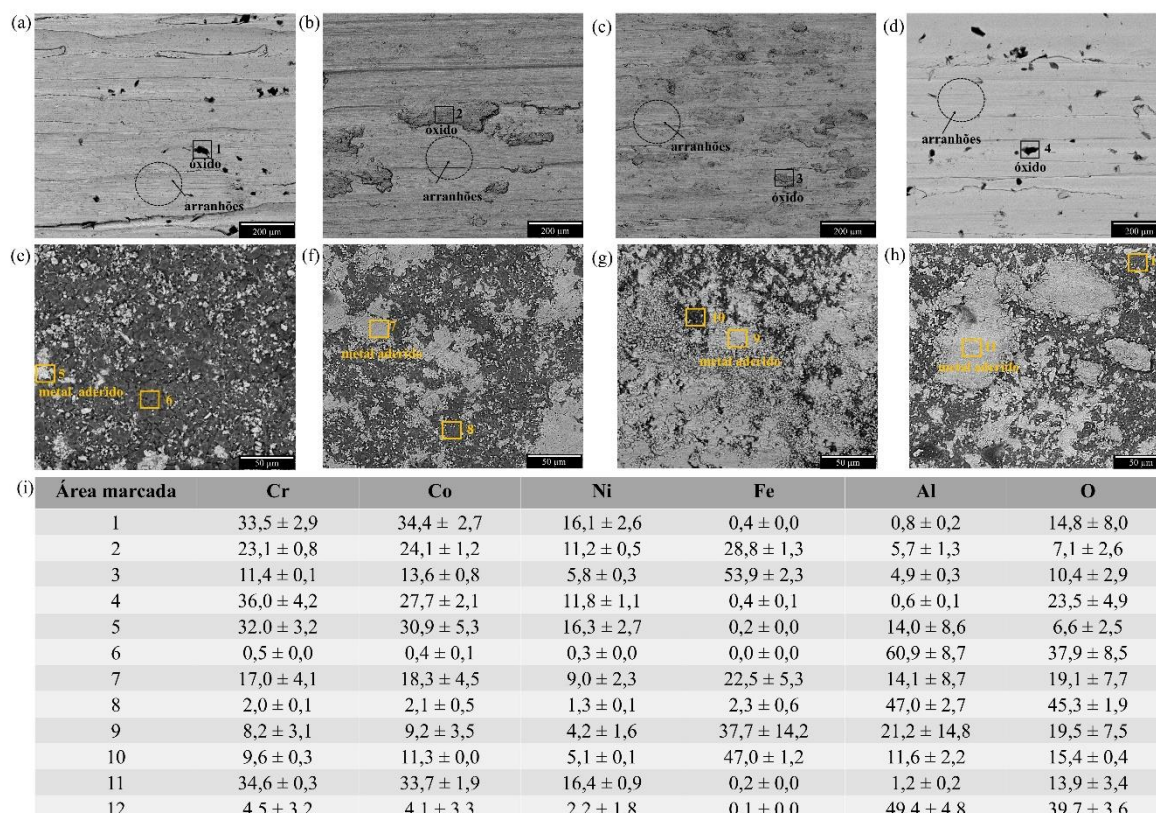 (a)
1
óxido
arranhões
200 µm
(b)
2
óxido
arranhões
200 µm
(c)
arranhões
3
óxido
200 µm
(d)
arranhões
4
óxido
200 µm
(e)
5
metal aderido
6
50 µm
(f)
7
metal aderido
8
50 µm
(g)
10
9
metal aderido
50 µm
(h)
metal aderido
50 µm
(i)
Área marcada Cr Co Ni Fe Al O
1 33,5 ± 2,9 34,4 ± 2,7 16,1 ± 2,6 0,4 ± 0,0 0,8 ± 0,2 14,8 ± 8,0
2 23,1 ± 0,8 24,1 ± 1,2 11,2 ± 0,5 28,8 ± 1,3 5,7 ± 1,3 7,1 ± 2,6
3 11,4 ± 0,1 13,6 ± 0,8 5,8 ± 0,3 53,9 ± 2,3 4,9 ± 0,3 10,4 ± 2,9
4 36,0 ± 4,2 27,7 ± 2,1 11,8 ± 1,1 0,4 ± 0,1 0,6 ± 0,1 23,5 ± 4,9
5 32.0 ± 3,2 30,9 ± 5,3 16,3 ± 2,7 0,2 ± 0,0 14,0 ± 8,6 6,6 ± 2,5
6 0,5 ± 0,0 0,4 ± 0,1 0,3 ± 0,0 0,0 ± 0,0 60,9 ± 8,7 37,9 ± 8,5
7 17,0 ± 4,1 18,3 ± 4,5 9,0 ± 2,3 22,5 ± 5,3 14,1 ± 8,7 19,1 ± 7,7
8 2,0 ± 0,1 2,1 ± 0,5 1,3 ± 0,1 2,3 ± 0,6 47,0 ± 2,7 45,3 ± 1,9
9 8,2 ± 3,1 9,2 ± 3,5 4,2 ± 1,6 37,7 ± 14,2 21,2 ± 14,8 19,5 ± 7,5
10 9,6 ± 0,3 11,3 ± 0,0 5,1 ± 0,1 47,0 ± 1,2 11,6 ± 2,2 15,4 ± 0,4
11 34,6 ± 0,3 33,7 ± 1,9 16,4 ± 0,9 0,2 ± 0,0 1,2 ± 0,2 13,9 ± 3,4
12 4,5 ± 3,2 4,1 ± 3,3 2,2 ± 1,8 0,1 ± 0,0 49,4 ± 4,8 39,7 ± 3,6